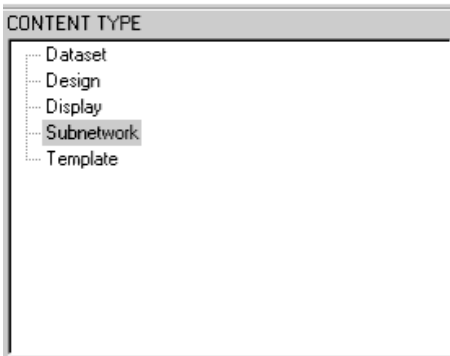 CONTENT TYPE
Dataset
Design
Display
Subnetwork
Template